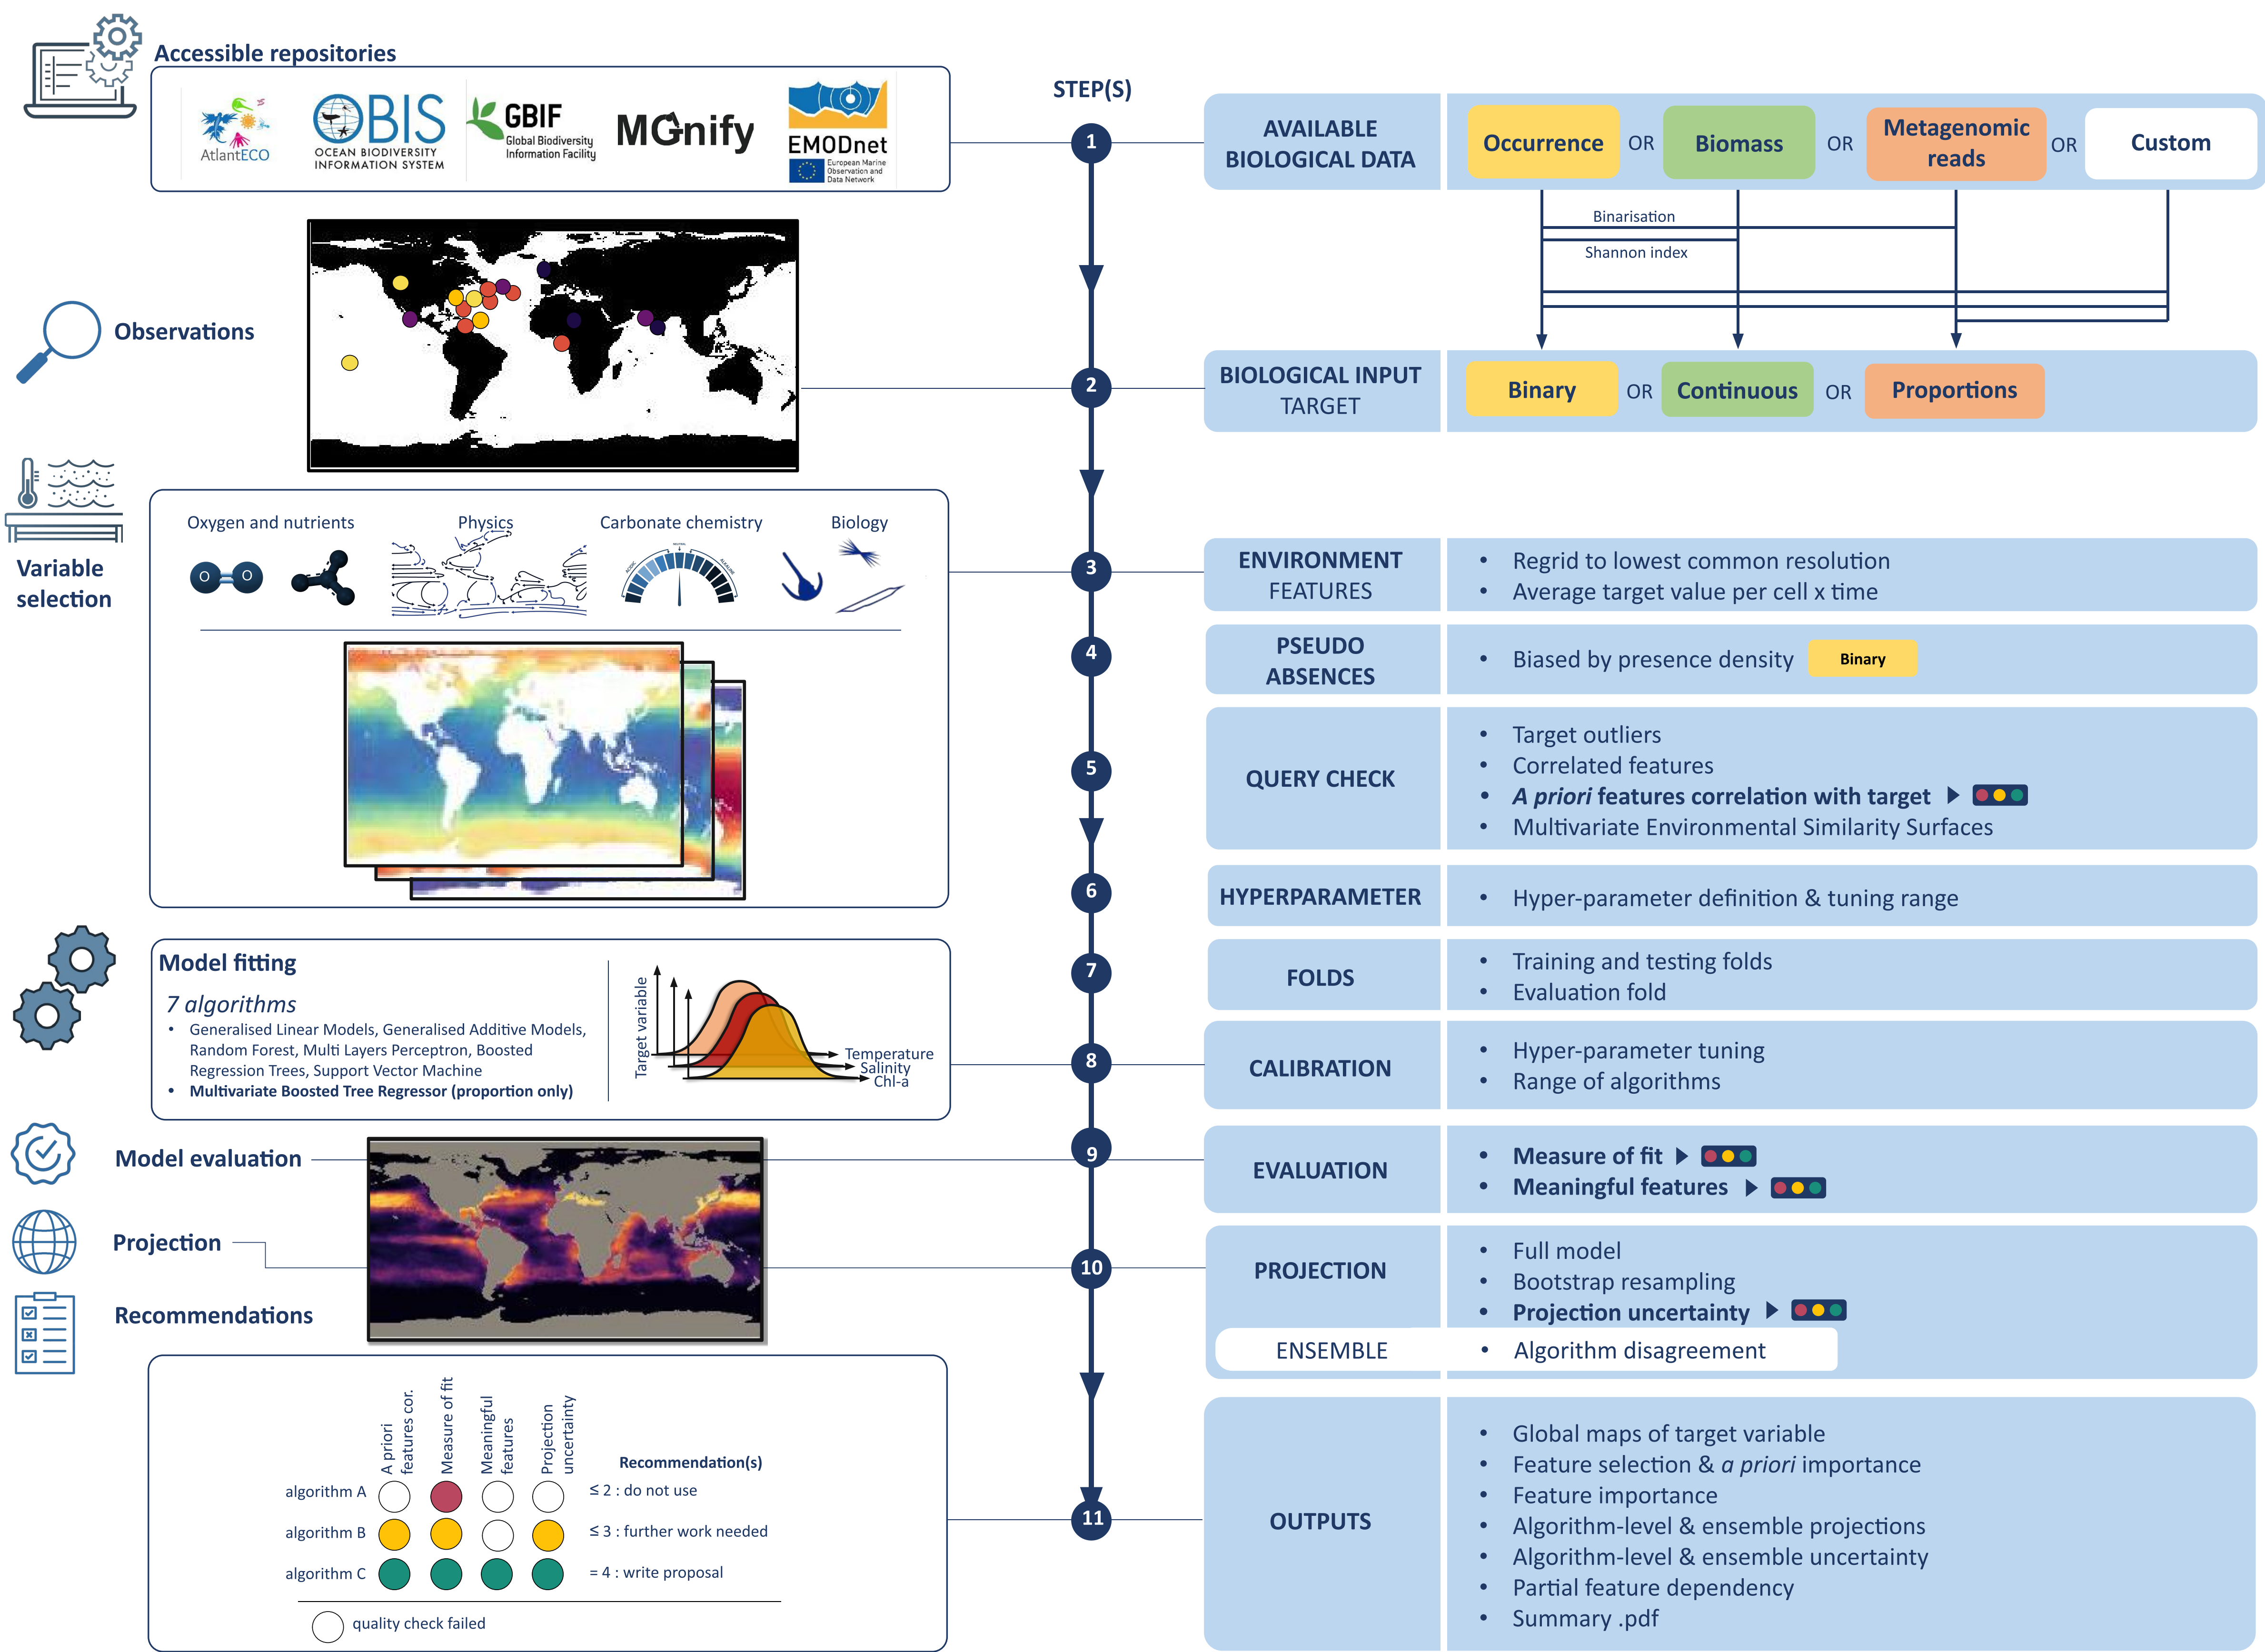 Accessible repositories
AtlantECO
OBIS
OCEAN BIODIVERSITY
INFORMATION SYSTEM
GBIF
Global Biodiversity
Information Facility
MGnify
EMODnet
European Marine
Observation and
Data Network
STEP(S)
1
AVAILABLE
BIOLOGICAL DATA
Occurrence
OR
Biomass
OR
Metagenomic
reads
OR
Custom
Binarisation
Shannon index
Observations
2
BIOLOGICAL INPUT
TARGET
Binary
OR
Continuous
OR
Proportions
Variable
selection
Oxygen and nutrients
Physics
Carbonate chemistry
Biology
O
O
ACIDIC
NEUTRAL
ALKALINE
3
ENVIRONMENT
FEATURES
• Regrid to lowest common resolution
• Average target value per cell x time
4
PSEUDO
ABSENCES
• Biased by presence density
Binary
5
QUERY CHECK
• Target outliers
• Correlated features
• A priori features correlation with target
• Multivariate Environmental Similarity Surfaces
6
HYPERPARAMETER
• Hyper-parameter definition & tuning range
Model fitting
7 algorithms
• Generalised Linear Models, Generalised Additive Models,
Random Forest, Multi Layers Perceptron, Boosted
Regression Trees, Support Vector Machine
• Multivariate Boosted Tree Regressor (proportion only)
Target variable
Temperature
Salinity
Chl-a
7
FOLDS
• Training and testing folds
• Evaluation fold
8
CALIBRATION
• Hyper-parameter tuning
• Range of algorithms
Model evaluation
9
EVALUATION
• Measure of fit
• Meaningful features
Projection
10
PROJECTION
• Full model
• Bootstrap resampling
• Projection uncertainty
ENSEMBLE
• Algorithm disagreement
Recommendations
A priori
features cor.
Measure of fit
Meaningful
features
Projection
uncertainty
Recommendation(s)
algorithm A
≤ 2 : do not use
algorithm B
≤ 3 : further work needed
algorithm C
= 4 : write proposal
quality check failed
11
OUTPUTS
• Global maps of target variable
• Feature selection & a priori importance
• Feature importance
• Algorithm-level & ensemble projections
• Algorithm-level & ensemble uncertainty
• Partial feature dependency
• Summary .pdf